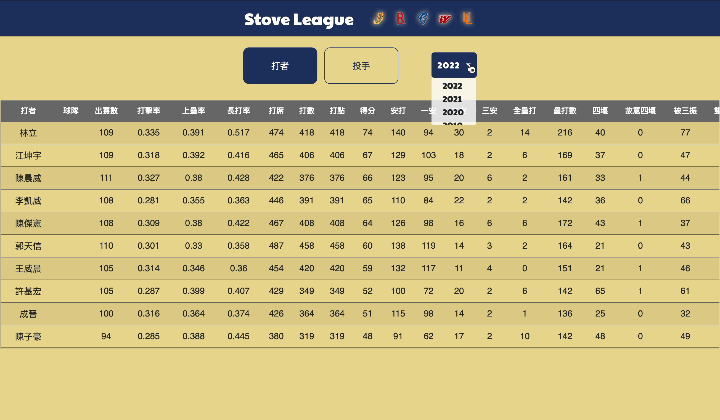 Stove League
打者 投手 2022
2022
2021
2020
打者 球隊 出賽數 打擊率 上壘率 長打率 打席 打數 打點 得分 安打 一安 三安 全壘打 壘打數 四壞 故意四壞 被三振
林立 109 0.335 0.391 0.517 474 418 418 74 140 94 30 2 14 216 40 0 77
江坤宇 109 0.318 0.392 0.416 465 406 406 67 129 103 18 2 6 169 37 0 47
陳晨威 111 0.327 0.38 0.428 422 376 376 66 123 95 20 6 2 161 33 1 44
李凱威 108 0.281 0.355 0.363 446 391 391 65 110 84 22 2 2 142 36 0 66
陳傑憲 108 0.309 0.38 0.422 467 408 408 64 126 98 16 6 6 172 43 1 37
郭天信 110 0.301 0.33 0.358 487 458 458 60 138 119 14 3 2 164 21 0 43
王威晨 105 0.314 0.346 0.36 454 420 420 59 132 117 11 4 0 151 21 1 46
許基宏 105 0.287 0.399 0.407 429 349 349 52 100 72 20 2 6 142 65 1 61
成晉 100 0.316 0.364 0.374 426 364 364 51 115 98 14 2 1 136 25 0 32
陳子豪 94 0.285 0.388 0.445 380 319 319 48 91 62 17 2 10 142 48 0 49